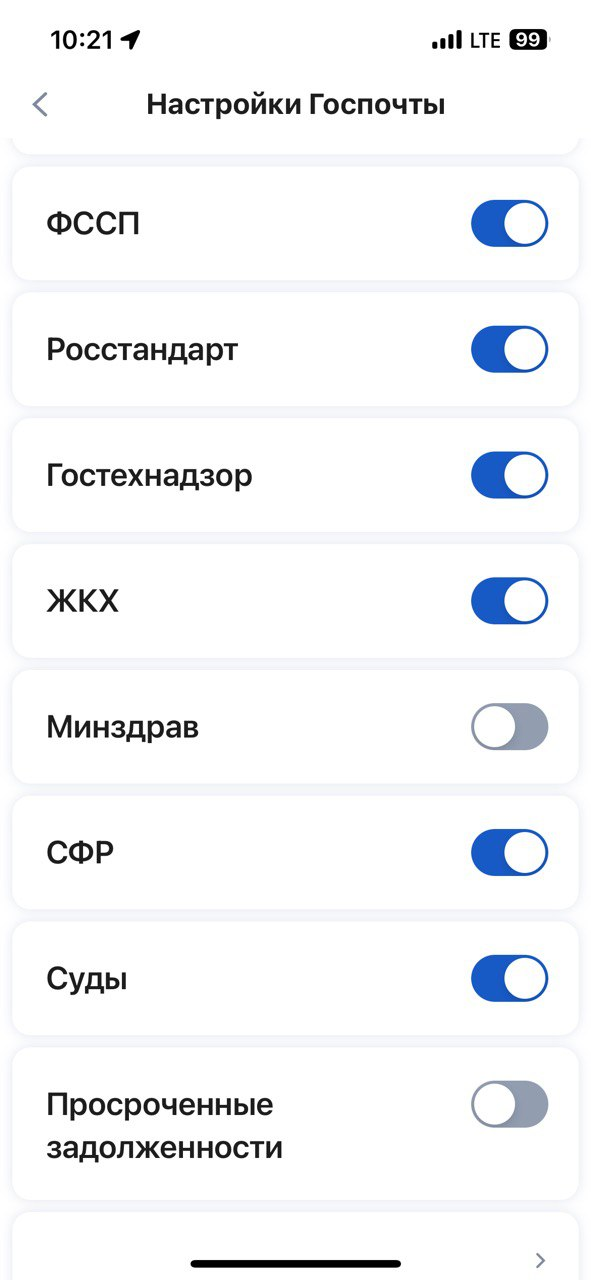 10:21 LTE 99
Настройки Госпочты
ФССП
Росстандарт
Гостехнадзор
ЖКХ
Минздрав
СФР
Суды
Просроченные
задолженности